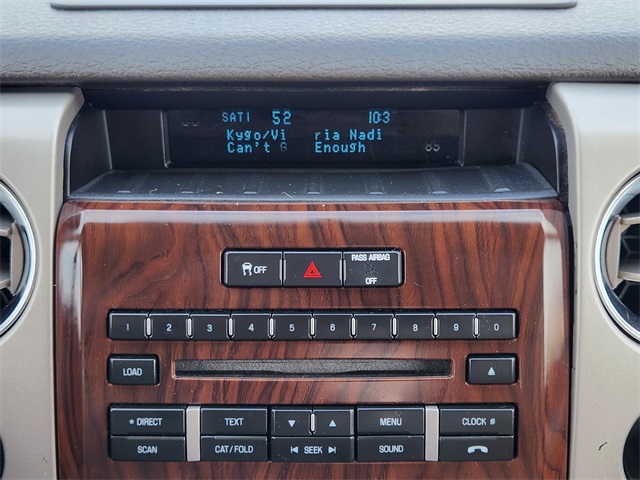 SAT1 52 10:3
Kygo/Vi ria Nadi
Can't G Enough 85
OFF PASS AIRBAG OFF
1 2 3 4 5 6 7 8 9 0
LOAD
* DIRECT TEXT MENU CLOCK #
SCAN CAT/FOLD SEEK SOUND